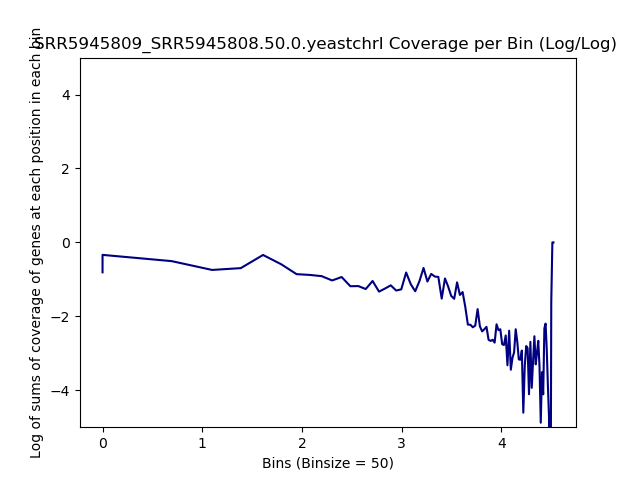 SRR5945809_SRR5945808.50.0.yeastchrI Coverage per Bin (Log/Log)
Log of sums of coverage of genes at each position in each bin
4
2
0
−2
−4
0 1 2 3 4
Bins (Binsize = 50)